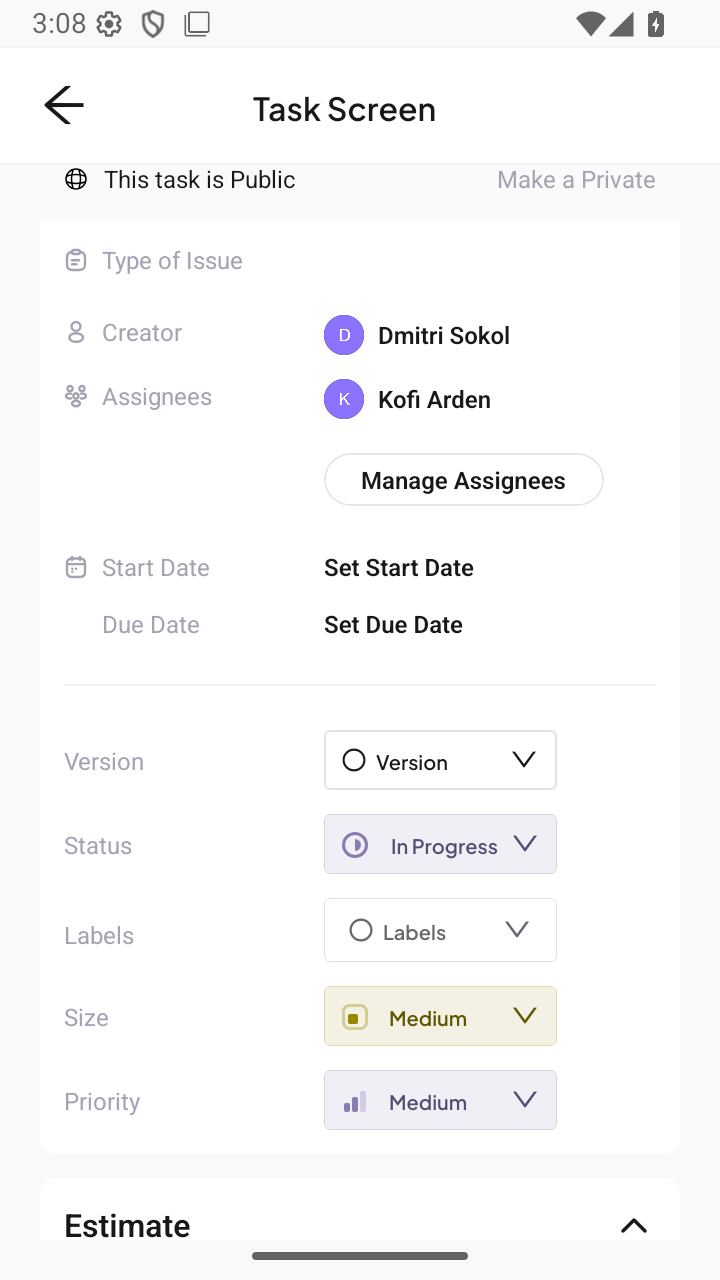 3:08
Task Screen
This task is Public Make a Private
Type of Issue
Creator D Dmitri Sokol
Assignees K Kofi Arden
Manage Assignees
Start Date Set Start Date
Due Date Set Due Date
Version Version
Status In Progress
Labels Labels
Size Medium
Priority Medium
Estimate